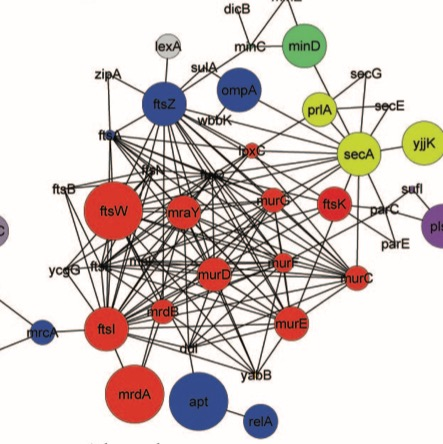 dicB
lexA
minC
minD
sulA
zipA
secG
ompA
ftsZ
prlA
secE
wbbK
ftsA
yjjK
lpxC
secA
ftsB
murG
sufI
ftsW
mraY
ftsK
parC
parE
ycgG
murF
murD
murC
mrdB
murE
ftsI
mrcA
ddl
yabB
mrdA
apt
relA